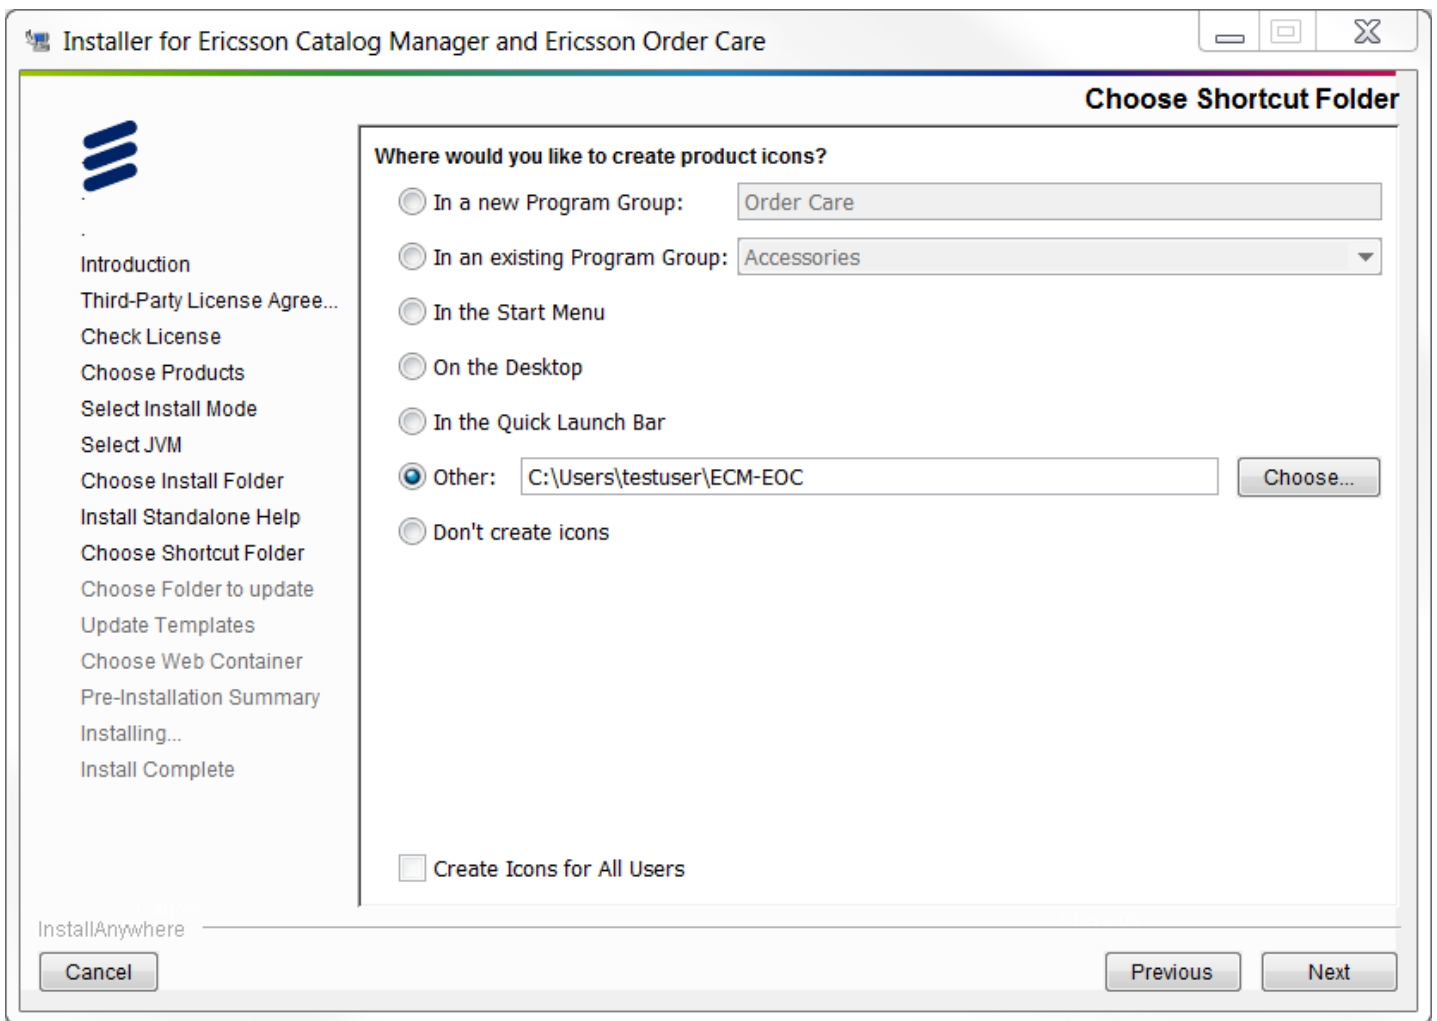 Installer for Ericsson Catalog Manager and Ericsson Order Care
Choose Shortcut Folder
.
.
Introduction
Third-Party License Agree...
Check License
Choose Products
Select Install Mode
Select JVM
Choose Install Folder
Install Standalone Help
Choose Shortcut Folder
Choose Folder to update
Update Templates
Choose Web Container
Pre-Installation Summary
Installing...
Install Complete
Where would you like to create product icons?
In a new Program Group: Order Care
In an existing Program Group: Accessories
In the Start Menu
On the Desktop
In the Quick Launch Bar
Other: C:\Users\testuser\ECM-EOC Choose...
Don't create icons
Create Icons for All Users
InstallAnywhere
Cancel Previous Next